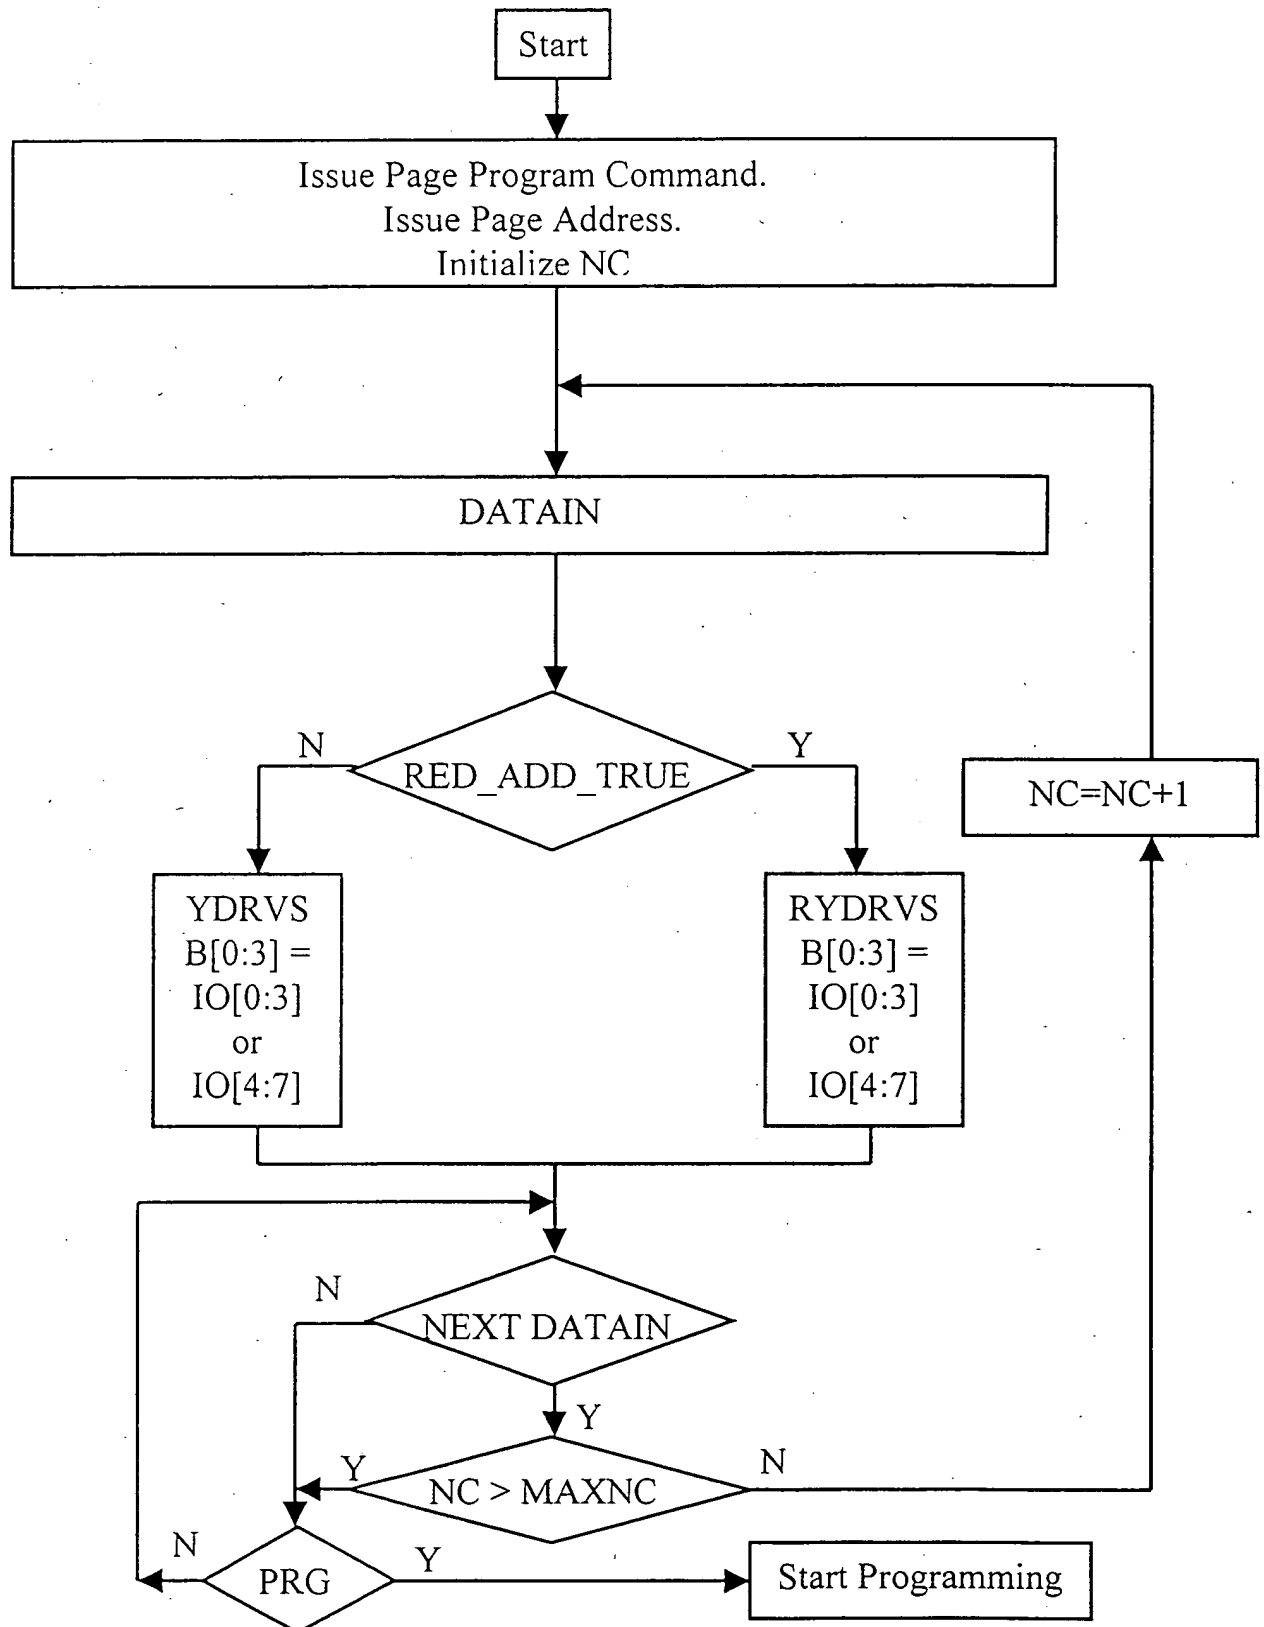 Start
Issue Page Program Command.
Issue Page Address.
Initialize NC
DATAIN
N
Y
RED_ADD_TRUE
NC=NC+1
YDRVS
B[0:3] =
IO[0:3]
or
IO[4:7]
RYDRVS
B[0:3] =
IO[0:3]
or
IO[4:7]
N
NEXT DATAIN
Y
Y
NC > MAXNC
N
N
PRG
Y
Start Programming